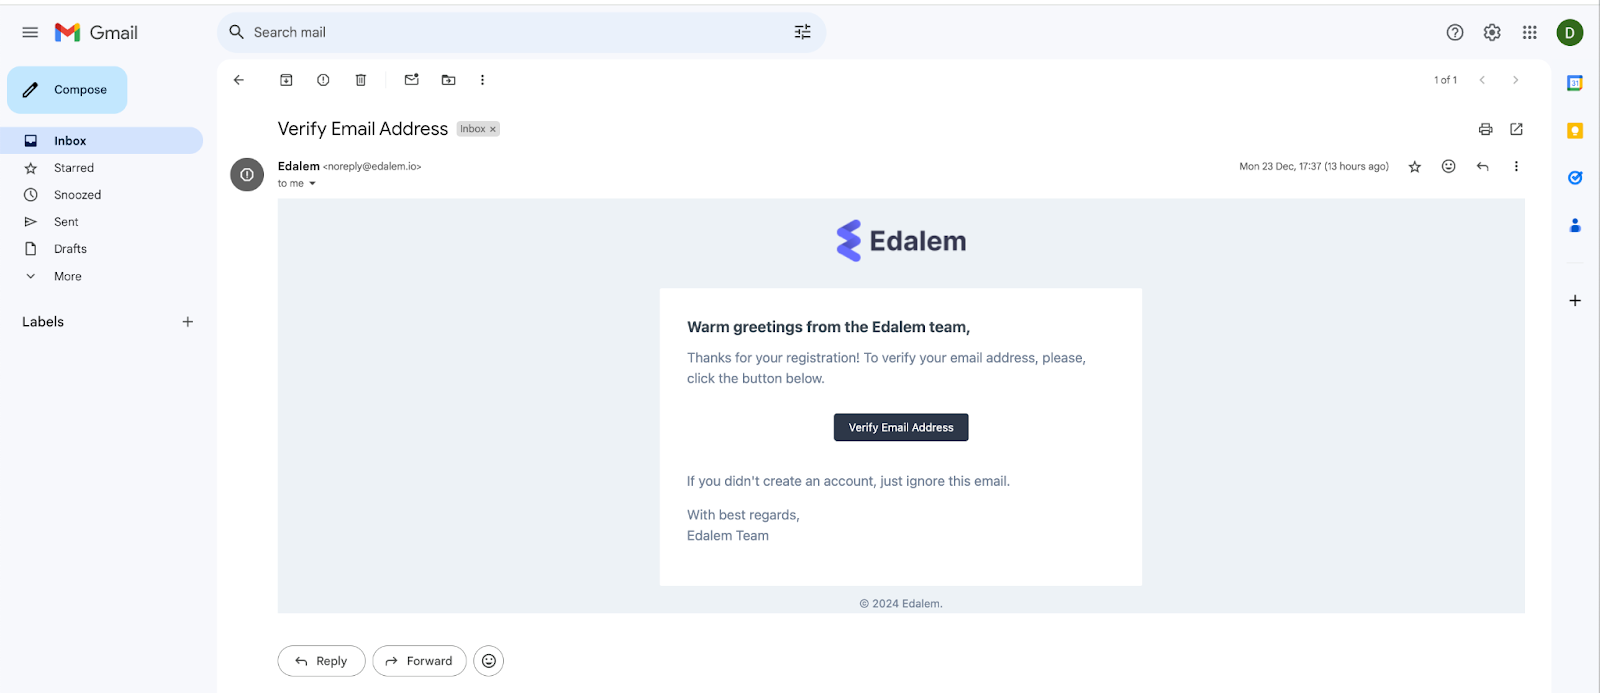 Gmail
Search mail
D
Compose
1 of 1
31
Inbox
Starred
Snoozed
Sent
Drafts
More
Labels
Verify Email Address Inbox ×
Edalem <noreply@edalem.io>
Mon 23 Dec, 17:37 (13 hours ago)
to me
Edalem
Warm greetings from the Edalem team,
Thanks for your registration! To verify your email address, please,
click the button below.
Verify Email Address
If you didn't create an account, just ignore this email.
With best regards,
Edalem Team
© 2024 Edalem.
Reply
Forward